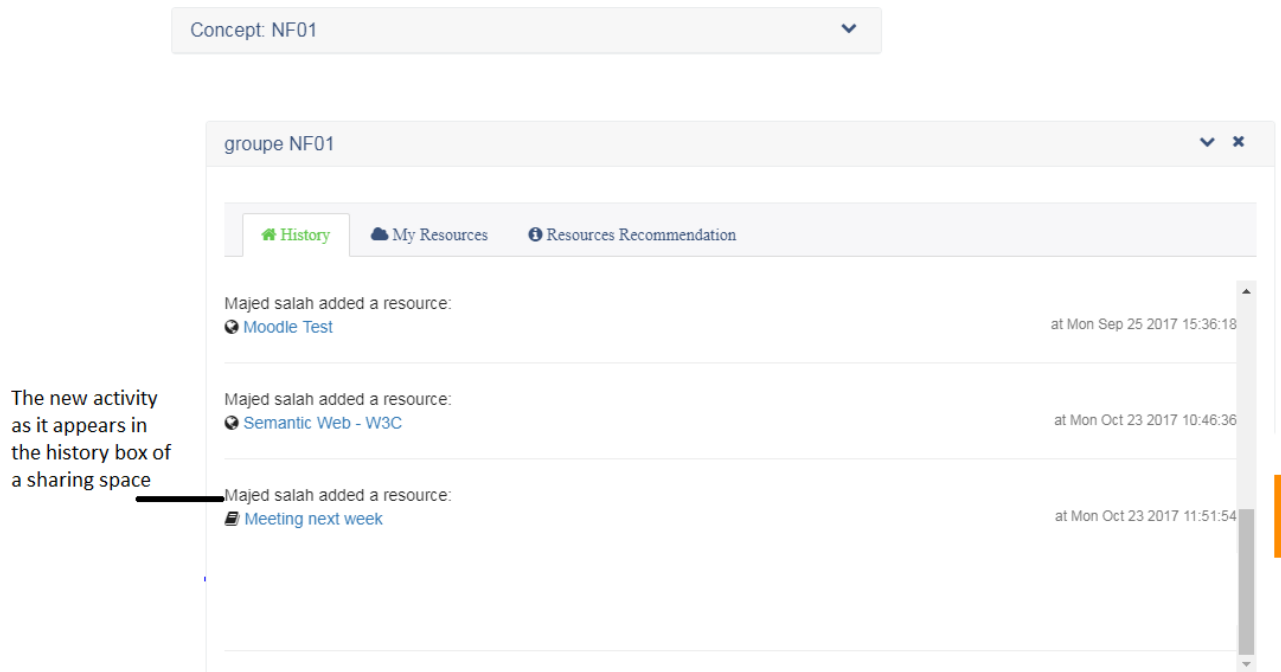 Concept: NF01
groupe NF01
History My Resources Resources Recommendation
Majed salah added a resource:
Moodle Test
at Mon Sep 25 2017 15:36:18
Majed salah added a resource:
Semantic Web - W3C
at Mon Oct 23 2017 10:46:36
The new activity
as it appears in
the history box of
a sharing space
Majed salah added a resource:
Meeting next week
at Mon Oct 23 2017 11:51:54